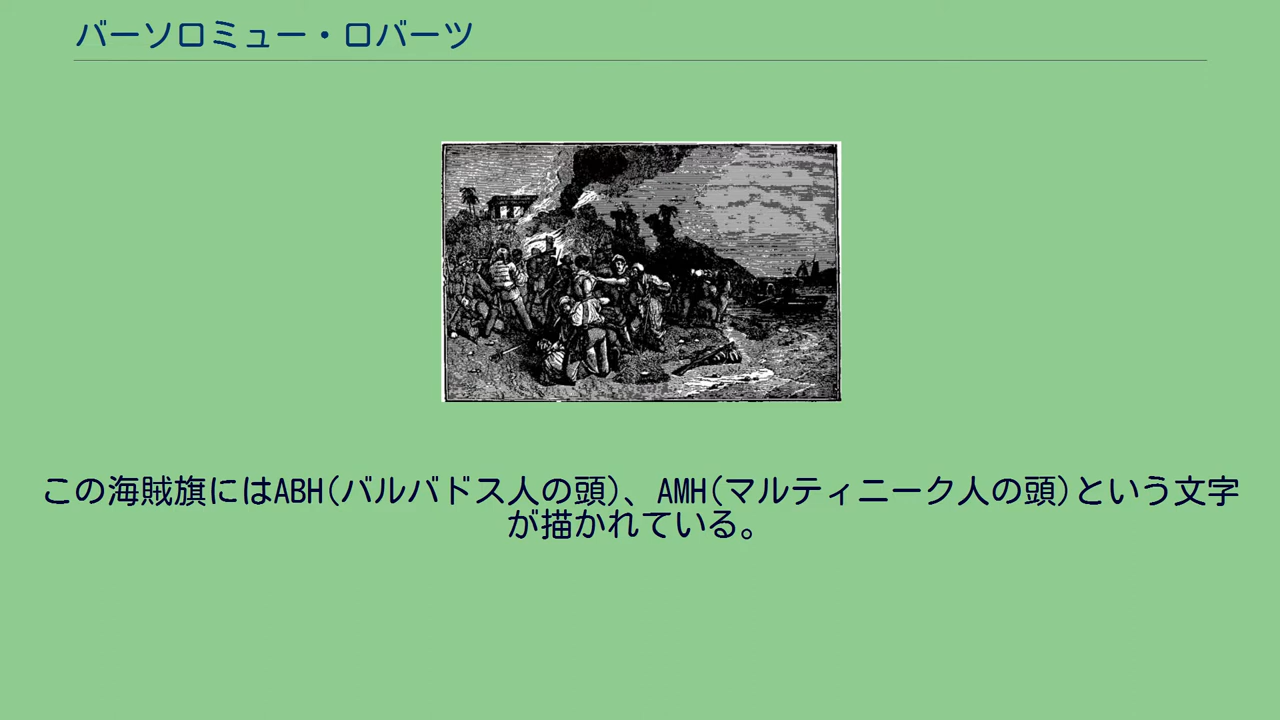 バーソロミュー・ロバーツ
この海賊旗にはABH(バルバドス人の頭)、AMH(マルティニーク人の頭)という文字
が描かれている。